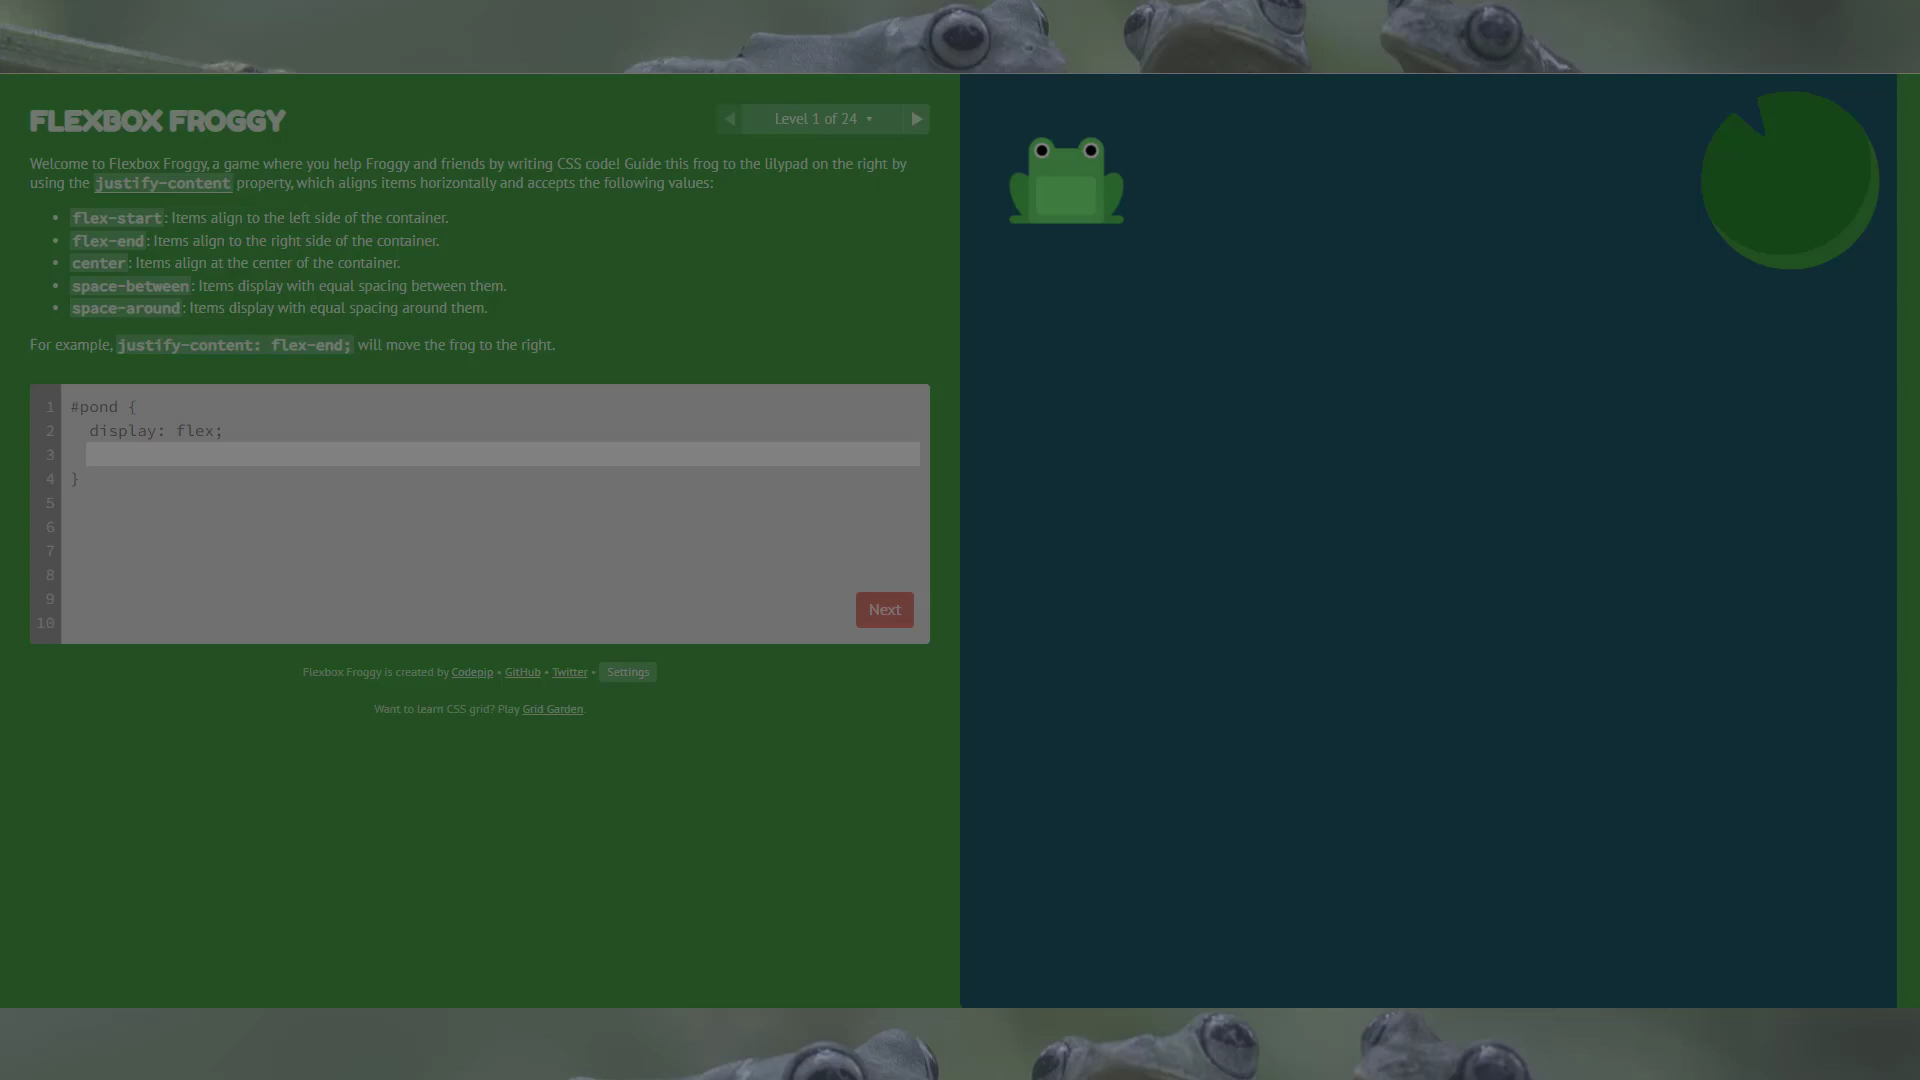 FLEXBOX FROGGY
Level 1 of 24
Welcome to Flexbox Froggy, a game where you help Froggy and friends by writing CSS code! Guide this frog to the lilypad on the right by
using the justify-content property, which aligns items horizontally and accepts the following values:
• flex-start: Items align to the left side of the container.
• flex-end: Items align to the right side of the container.
• center: Items align at the center of the container.
• space-between: Items display with equal spacing between them.
• space-around: Items display with equal spacing around them.
For example, justify-content: flex-end; will move the frog to the right.
1 #pond {
2 display: flex;
3
4 }
5
6
7
8
9
10
Next
Flexbox Froggy is created by Codepip • GitHub • Twitter • Settings
Want to learn CSS grid? Play Grid Garden.